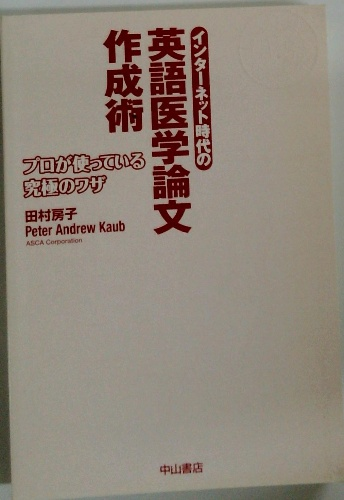 インターネット時代の
英語医学論文
作成術
プロが使っている
究極のワザ
田村房子
Peter Andrew Kaub
ASCA Corporation
中山書店